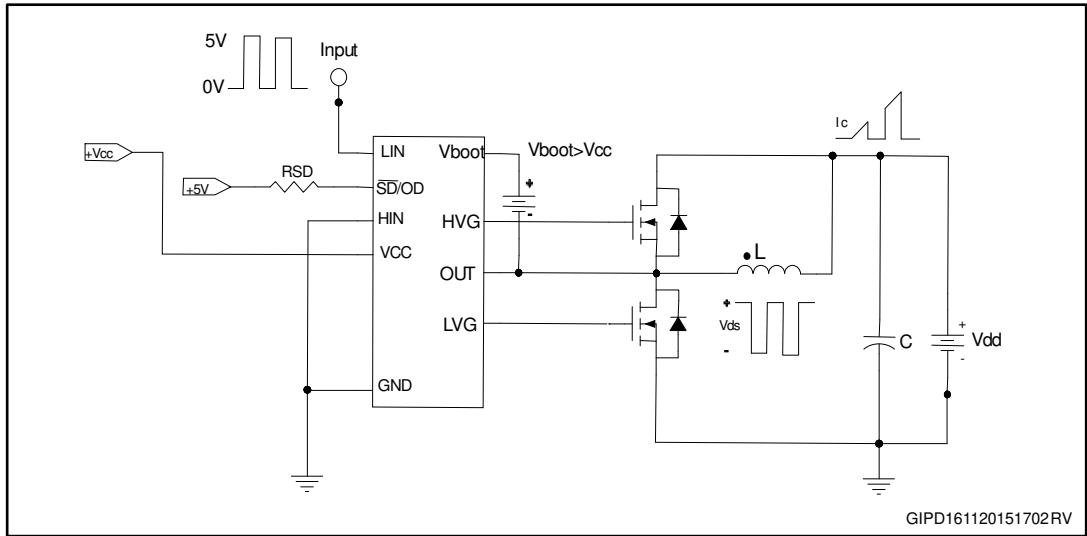 5V
0V
Input
+Vcc
+5V
RSD
LIN
SD/OD
HIN
VCC
GND
Vboot
HVG
OUT
LVG
Vboot>Vcc
+
-
L
+
Vds
-
Ic
C
+
Vdd
-
GIPD161120151702RV